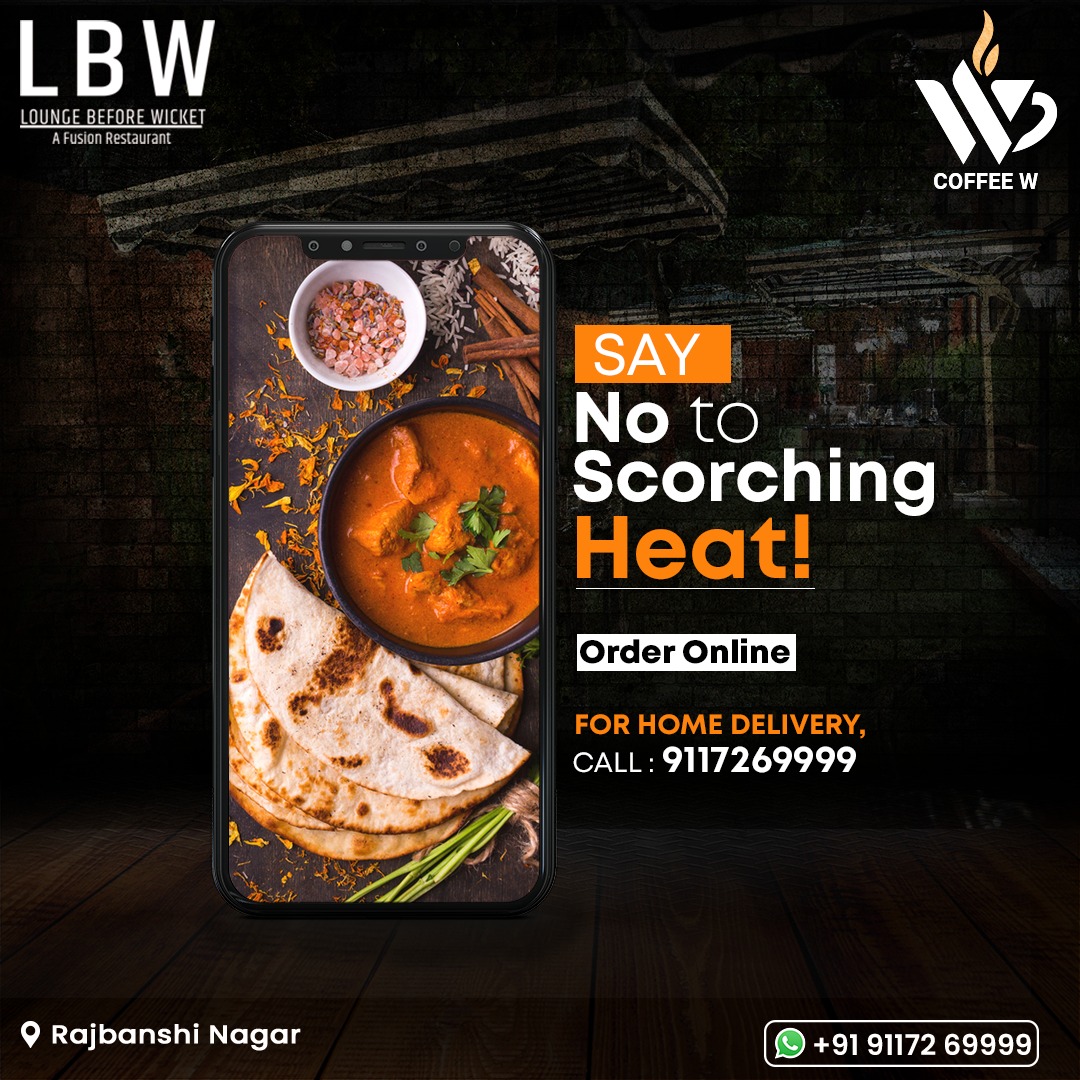 LBW
LOUNGE BEFORE WICKET
A Fusion Restaurant
COFFEE W
SAY
No to
Scorching
Heat!
Order Online
FOR HOME DELIVERY,
CALL : 9117269999
Rajbanshi Nagar
+91 91172 69999